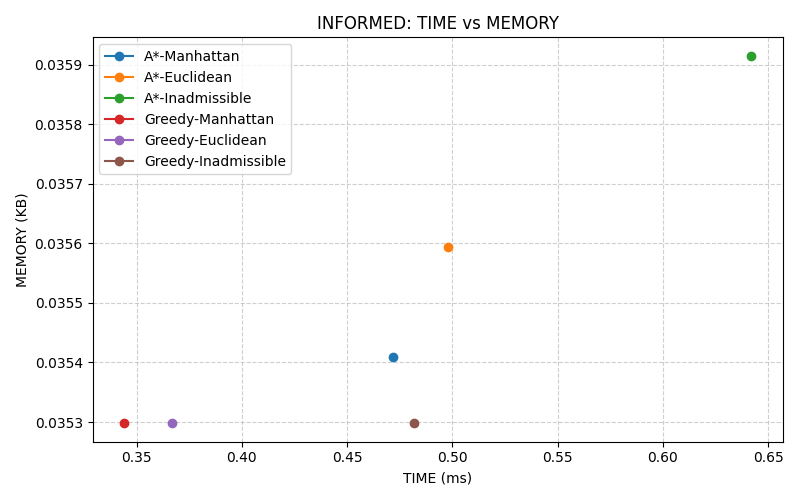 INFORMED: TIME vs MEMORY
A*-Manhattan
A*-Euclidean
A*-Inadmissible
Greedy-Manhattan
Greedy-Euclidean
Greedy-Inadmissible
MEMORY (KB)
0.0359
0.0358
0.0357
0.0356
0.0355
0.0354
0.0353
0.35 0.40 0.45 0.50 0.55 0.60 0.65
TIME (ms)